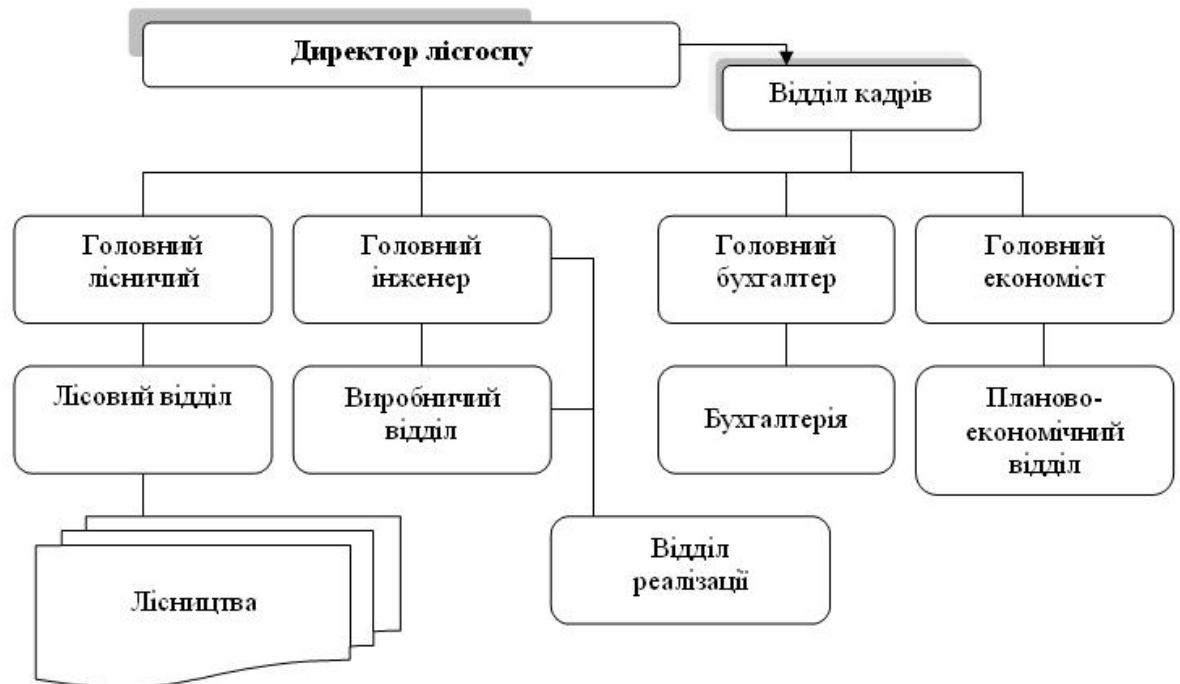 Директор лісгоспу
Відділ кадрів
Головний
лісничий
Головний
інженер
Головний
бухгалтер
Головний
економіст
Лісовий відділ
Виробничий
відділ
Бухгалтерія
Планово-
економічний
відділ
Відділ
реалізації
Лісництва